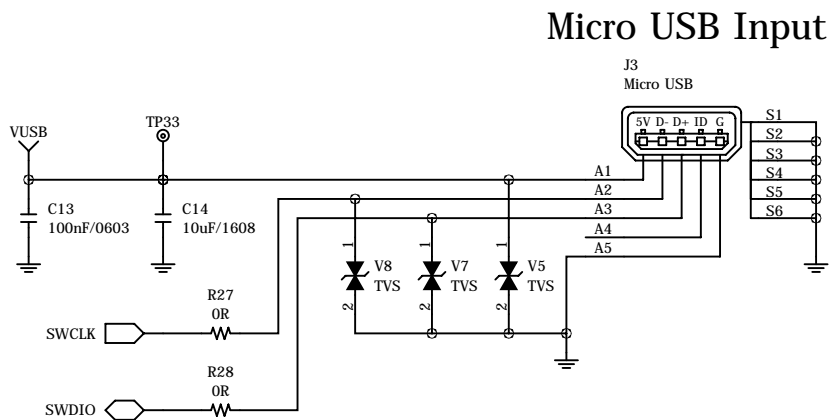 Micro USB Input
J3
Micro USB
5V D- D+ ID G
S1
S2
S3
S4
S5
S6
VUSB
TP33
A1
A2
A3
A4
A5
C13
100nF/0603
C14
10uF/1608
1
2
V8
TVS
1
2
V7
TVS
1
2
V5
TVS
R27
0R
SWCLK
R28
0R
SWDIO